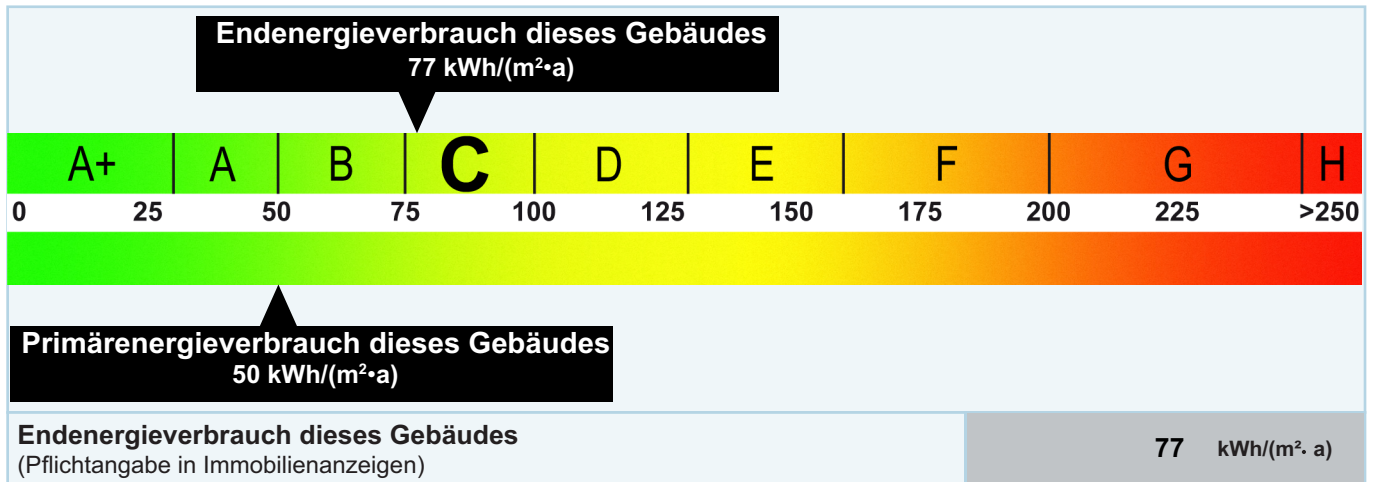 Endenergieverbrauch dieses Gebäudes
77 kWh/(m²•a)
A+ A B C D E F G H
0 25 50 75 100 125 150 175 200 225 >250
Primärenergieverbrauch dieses Gebäudes
50 kWh/(m²•a)
Endenergieverbrauch dieses Gebäudes
(Pflichtangabe in Immobilienanzeigen)
77 kWh/(m²· a)